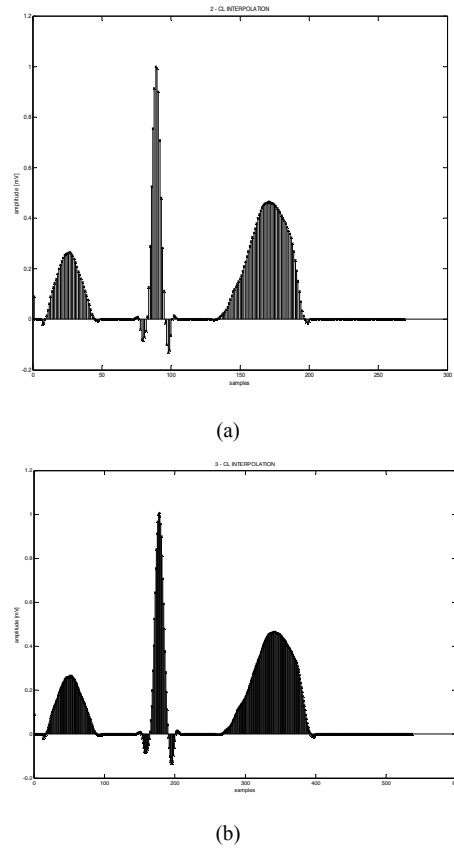 2 - CL INTERPOLATION
1.2
1
0.8
0.6
0.4
0.2
0
-0.2
amplitude [mV]
0 50 100 150 200 250 300
samples
(a)
3 - CL INTERPOLATION
1.2
1
0.8
0.6
0.4
0.2
0
-0.2
amplitude [mV]
0 100 200 300 400 500 600
samples
(b)